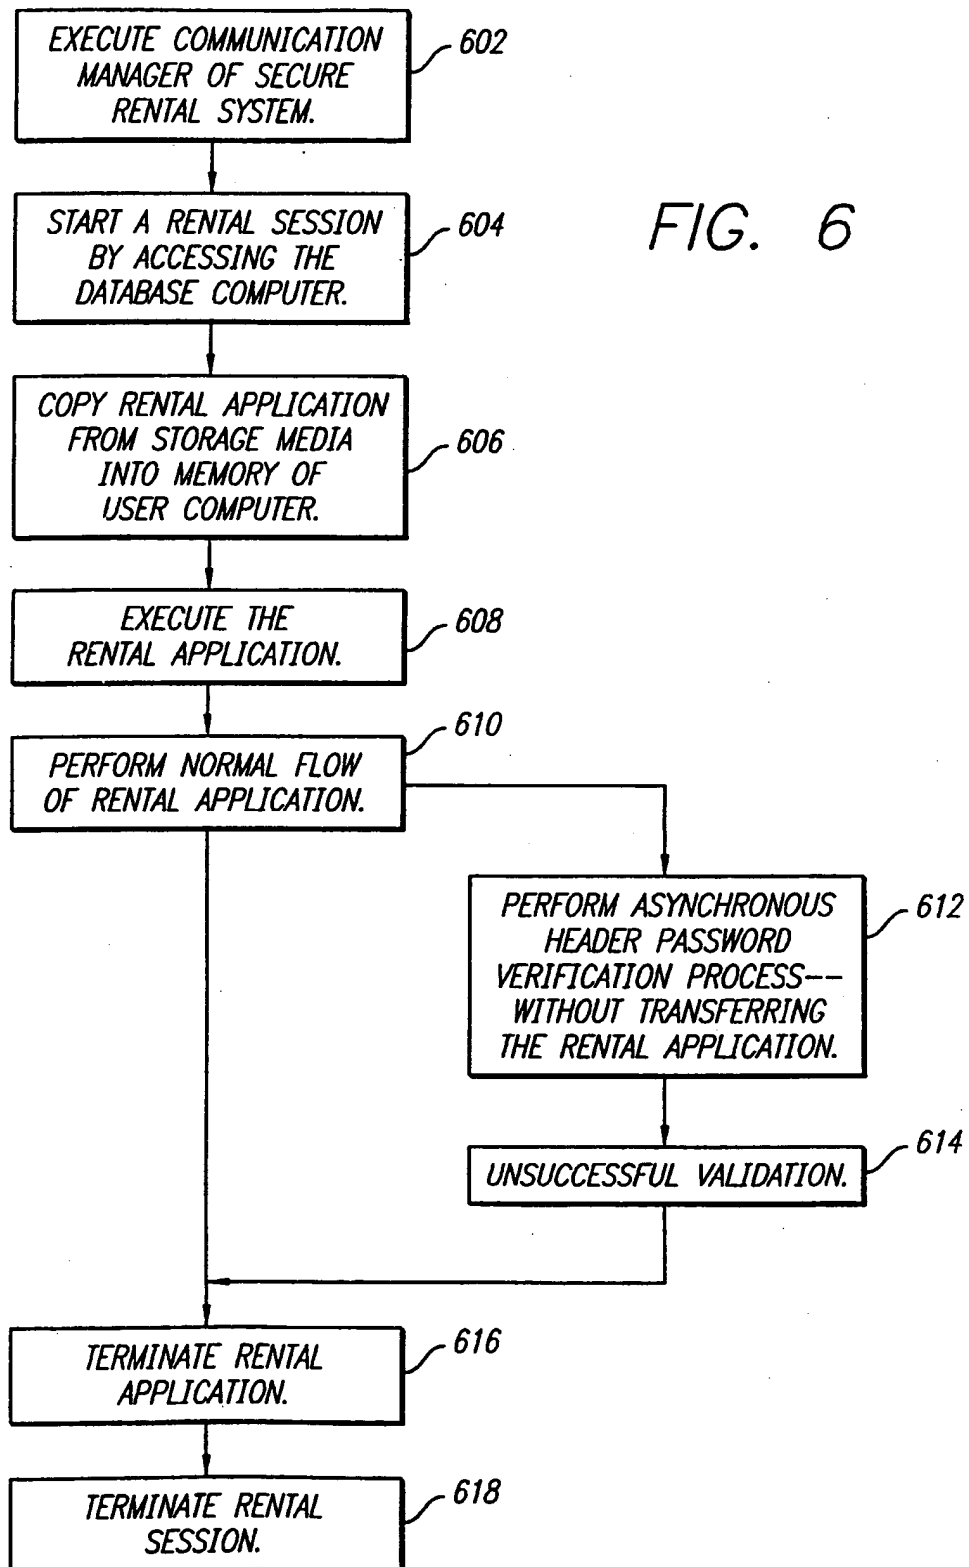 EXECUTE COMMUNICATION
MANAGER OF SECURE
RENTAL SYSTEM.
602
START A RENTAL SESSION
BY ACCESSING THE
DATABASE COMPUTER.
604
FIG. 6
COPY RENTAL APPLICATION
FROM STORAGE MEDIA
INTO MEMORY OF
USER COMPUTER.
606
EXECUTE THE
RENTAL APPLICATION.
608
PERFORM NORMAL FLOW
OF RENTAL APPLICATION.
610
PERFORM ASYNCHRONOUS
HEADER PASSWORD
VERIFICATION PROCESS--
WITHOUT TRANSFERRING
THE RENTAL APPLICATION.
612
UNSUCCESSFUL VALIDATION.
614
TERMINATE RENTAL
APPLICATION.
616
TERMINATE RENTAL
SESSION.
618